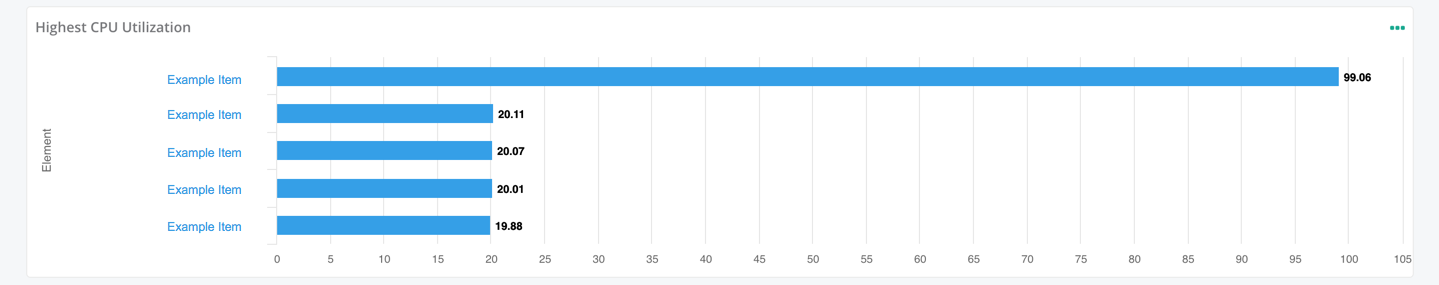 Highest CPU Utilization
Element
Example Item 99.06
Example Item 20.11
Example Item 20.07
Example Item 20.01
Example Item 19.88
0 5 10 15 20 25 30 35 40 45 50 55 60 65 70 75 80 85 90 95 100 105